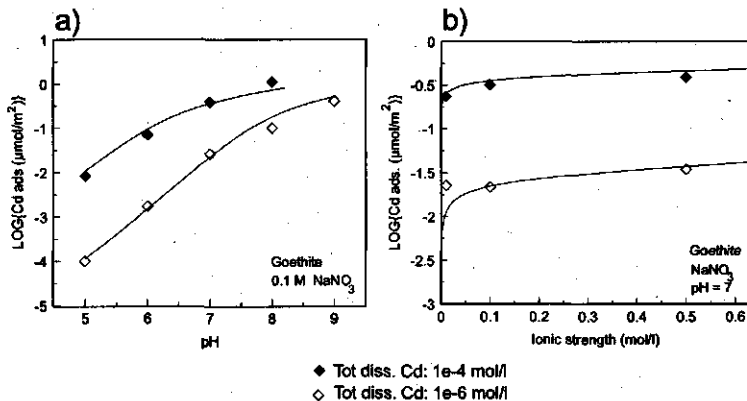 a)
b)
LOG{Cd ads (μmol/m²)}
1
0
-1
-2
-3
-4
-5
5
6
7
8
9
pH
Goethite
0.1 M NaNO₃
LOG{Cd ads. (μmol/m²)}
0
-0.5
-1
-1.5
-2
-2.5
-3
0
0.1
0.2
0.3
0.4
0.5
0.6
Ionic strength (mol/l)
Goethite
NaNO₃
pH = 7
Tot diss. Cd: 1e-4 mol/l
Tot diss. Cd: 1e-6 mol/l